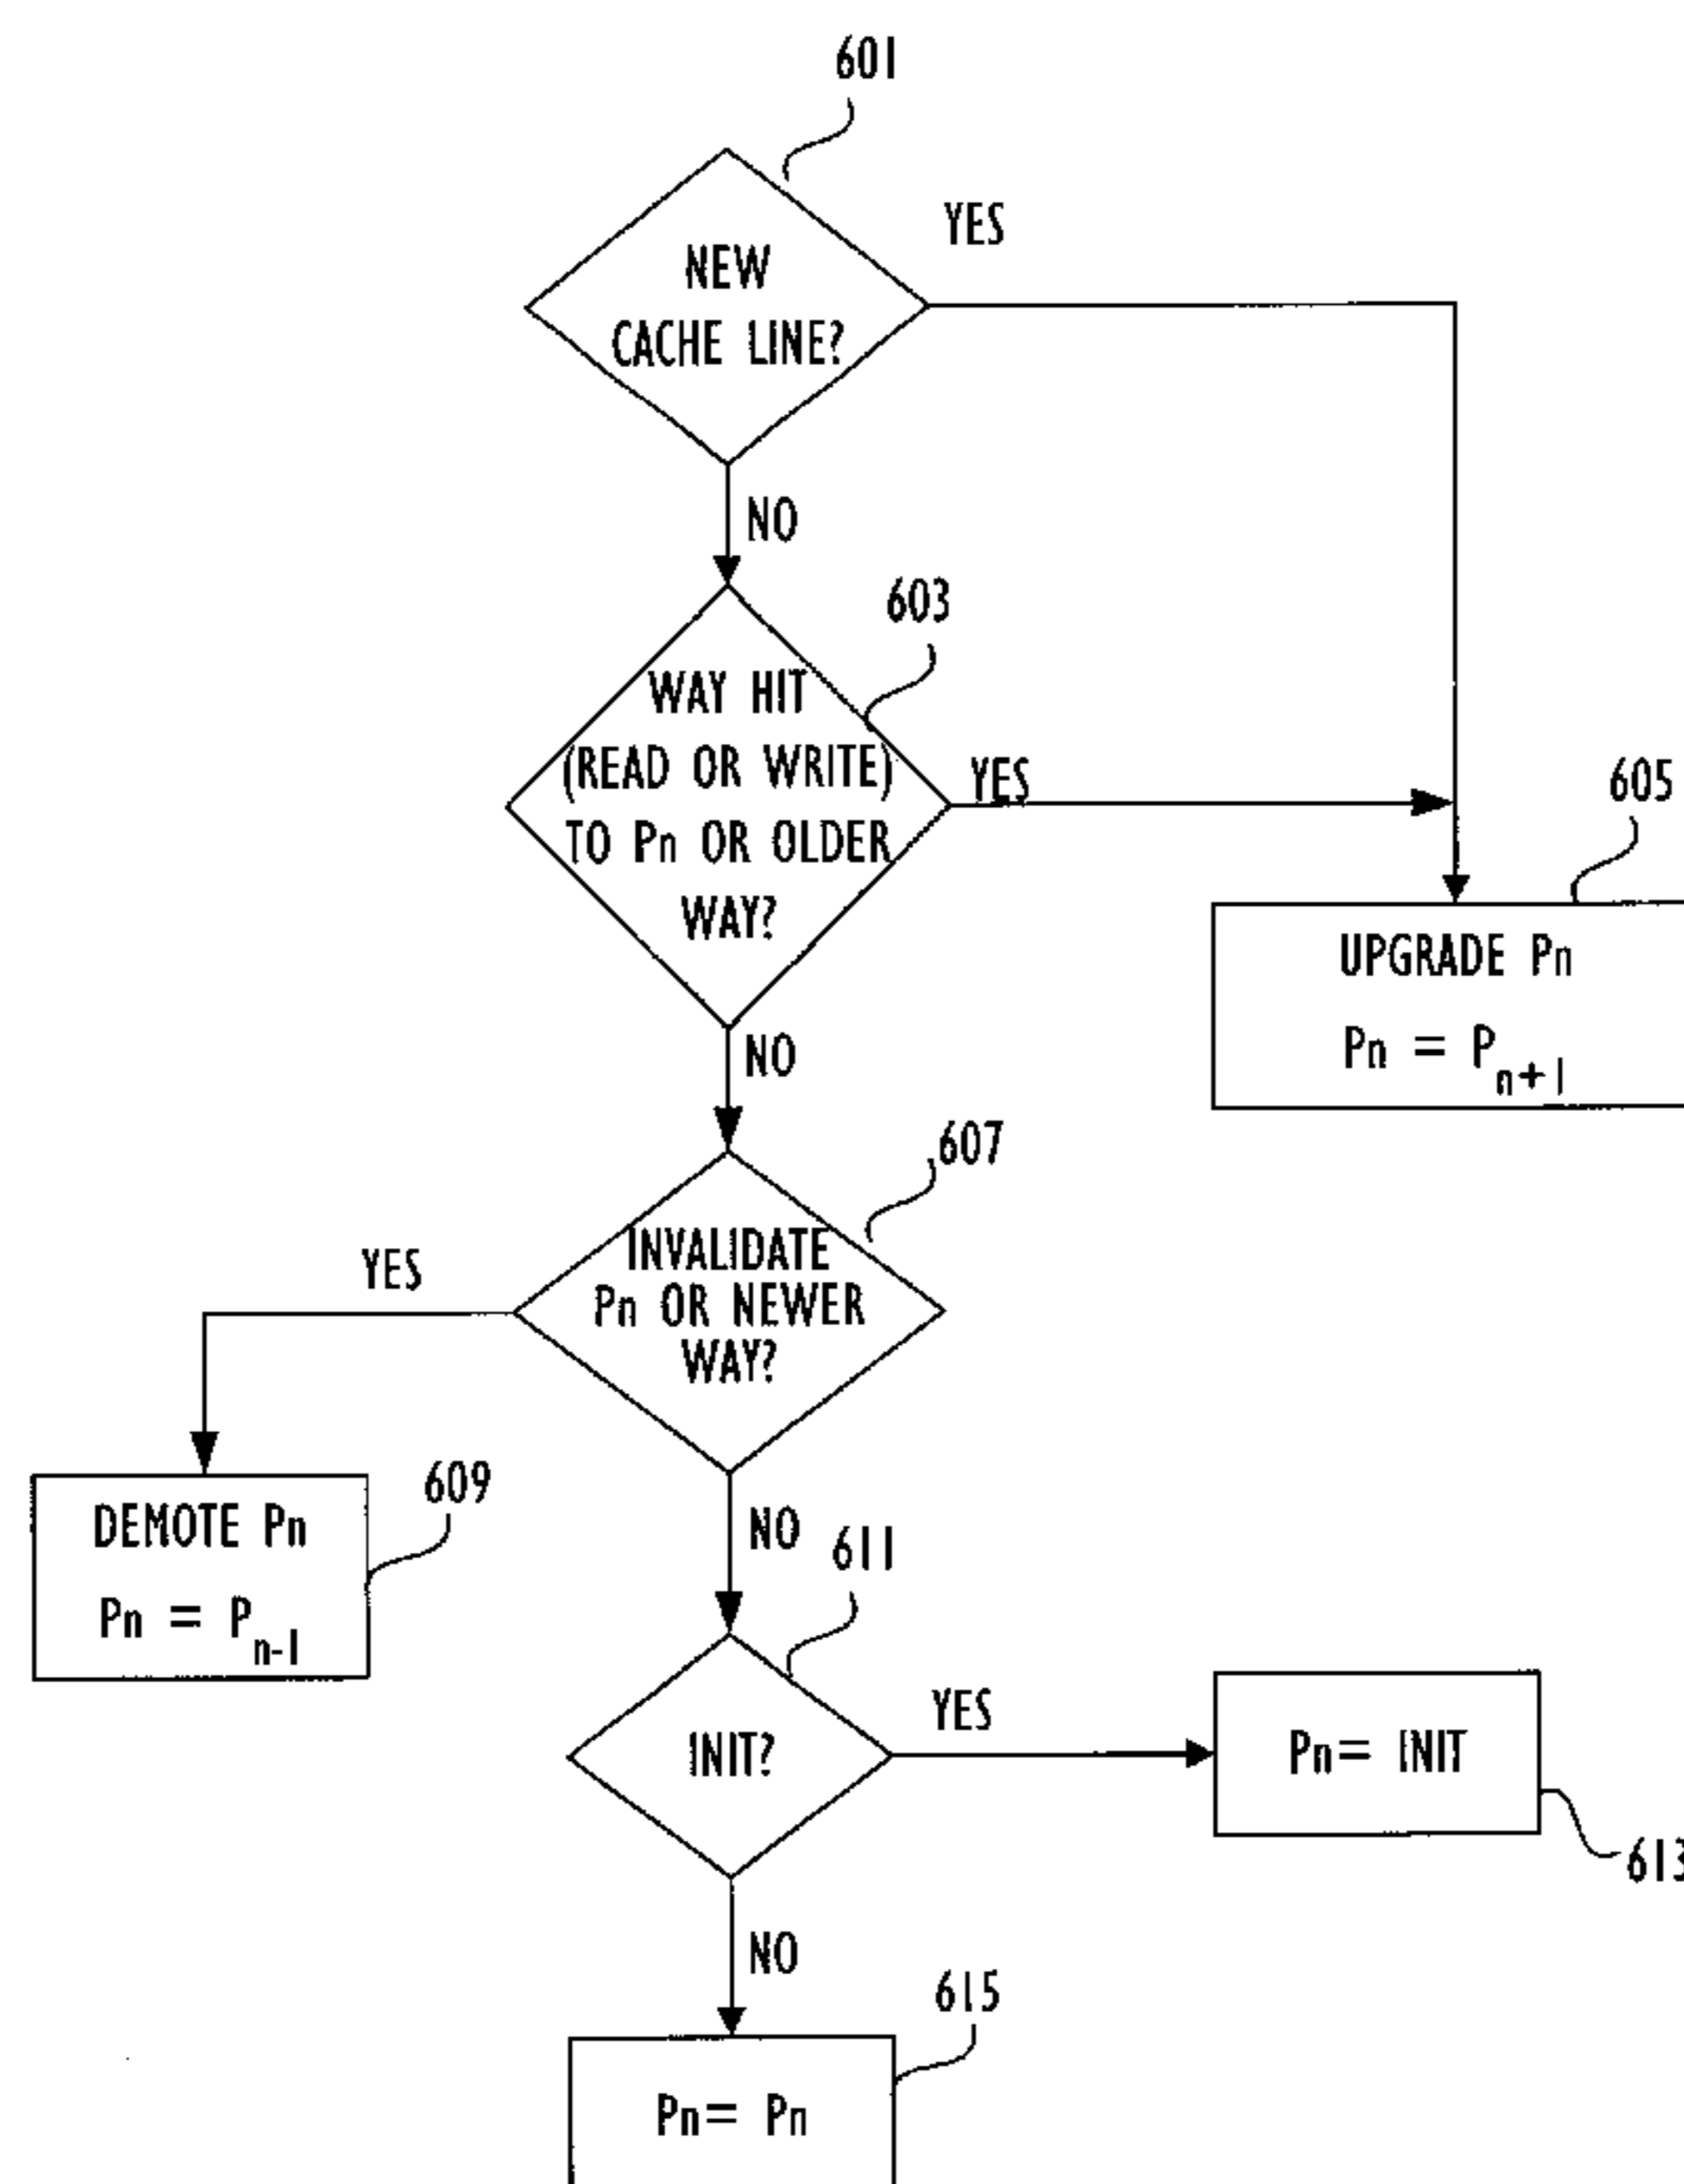 601
NEW
CACHE LINE?
YES
NO
603
WAY HIT
(READ OR WRITE)
TO Pn OR OLDER
WAY?
YES
605
UPGRADE Pn
Pn = Pn+1
NO
607
INVALIDATE
Pn OR NEWER
WAY?
YES
609
DEMOTE Pn
Pn = Pn-1
NO
611
INIT?
YES
Pn= INIT
613
NO
615
Pn= Pn